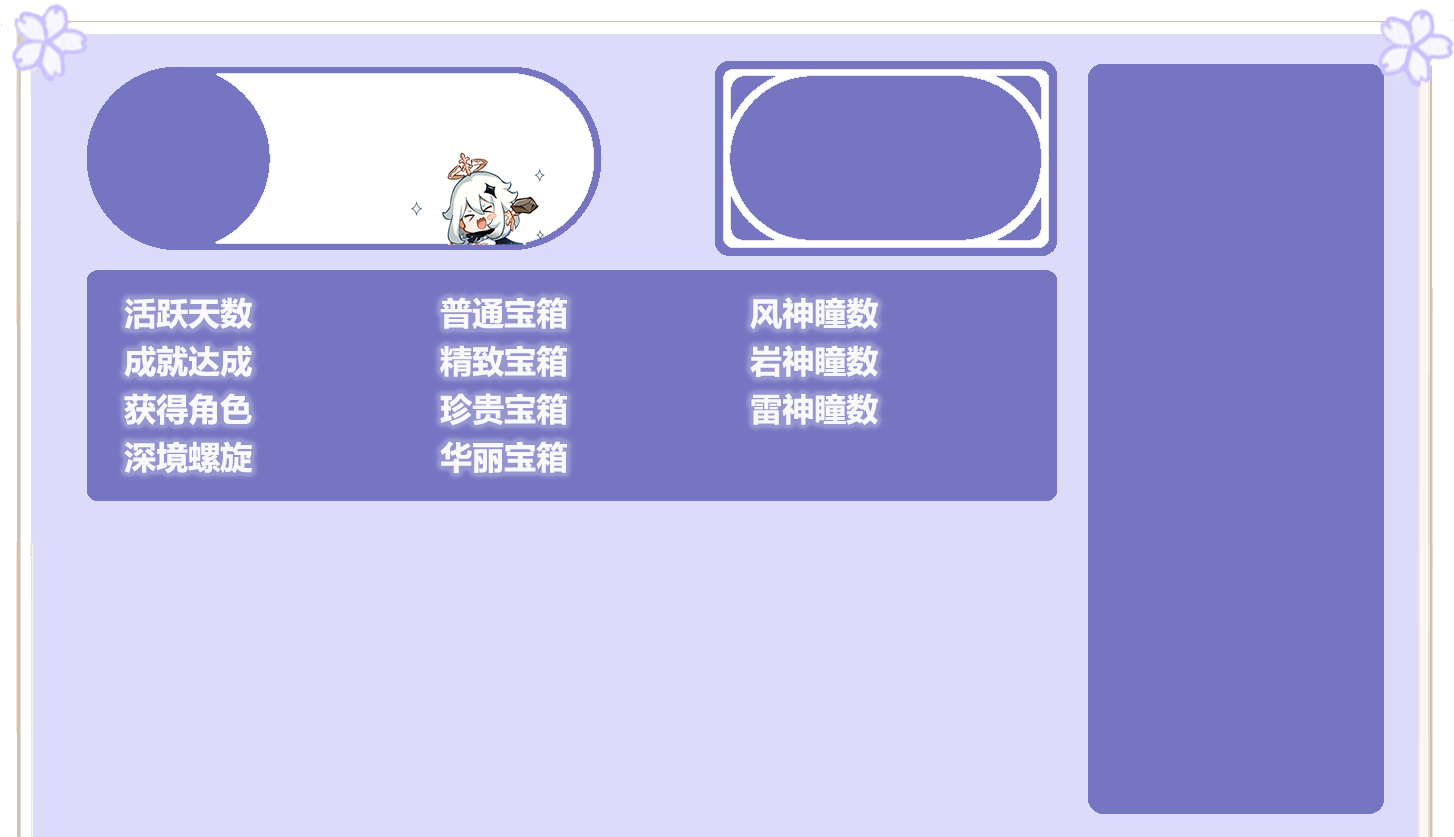 活跃天数 普通宝箱 风神瞳数
成就达成 精致宝箱 岩神瞳数
获得角色 珍贵宝箱 雷神瞳数
深境螺旋 华丽宝箱